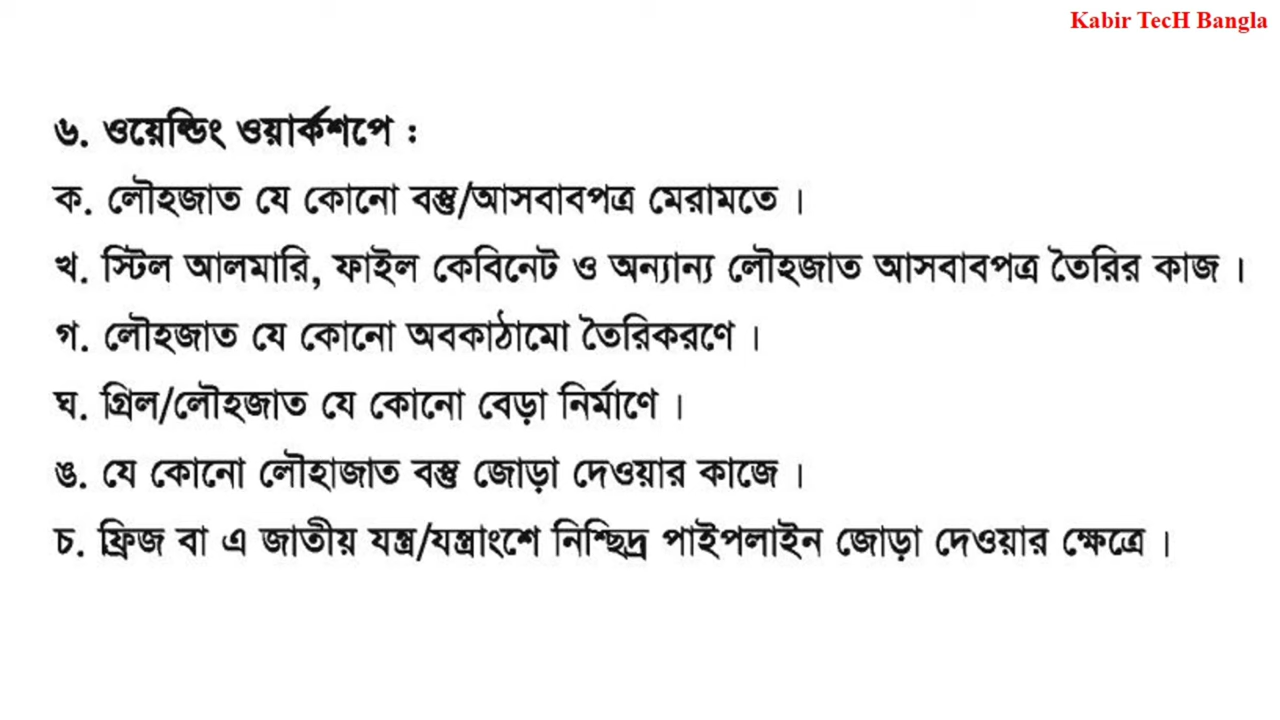 Kabir TecH Bangla
৬. ওয়েল্ডিং ওয়ার্কশপে :
ক. লৌহজাত যে কোনো বস্তু/আসবাবপত্র মেরামতে ।
খ. স্টিল আলমারি, ফাইল কেবিনেট ও অন্যান্য লৌহজাত আসবাবপত্র তৈরির কাজ ।
গ. লৌহজাত যে কোনো অবকাঠামো তৈরিকরণে ।
ঘ. গ্রিল/লৌহজাত যে কোনো বেড়া নির্মাণে ।
ঙ. যে কোনো লৌহাজাত বস্তু জোড়া দেওয়ার কাজে ।
চ. ফ্রিজ বা এ জাতীয় যন্ত্র/যন্ত্রাংশে নিশ্ছিদ্র পাইপলাইন জোড়া দেওয়ার ক্ষেত্রে ।